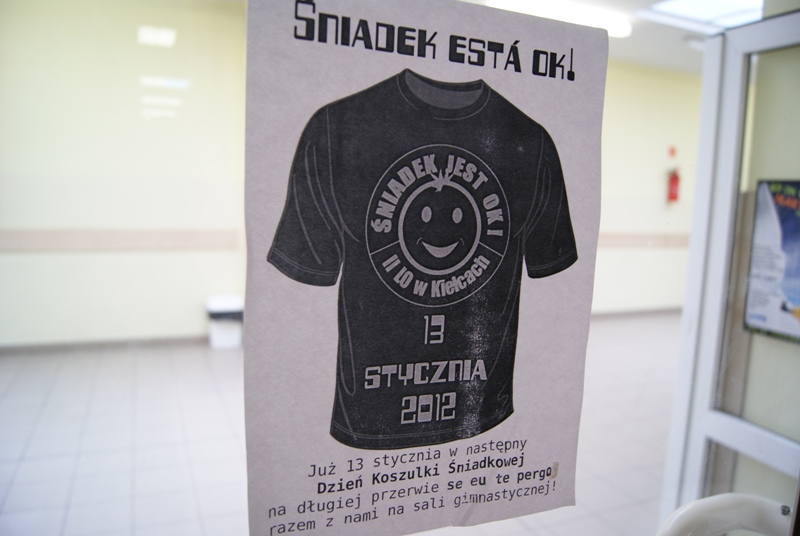 ŚNIADEK ESTÁ OK!
ŚNIADEK JEST OK!
II LO w Kielcach
13
STYCZNIA
2012
Już 13 stycznia w następny
Dzień Koszulki Śniadkowej
na długiej przerwie se eu te pergo
razem z nami na sali gimnastycznej!